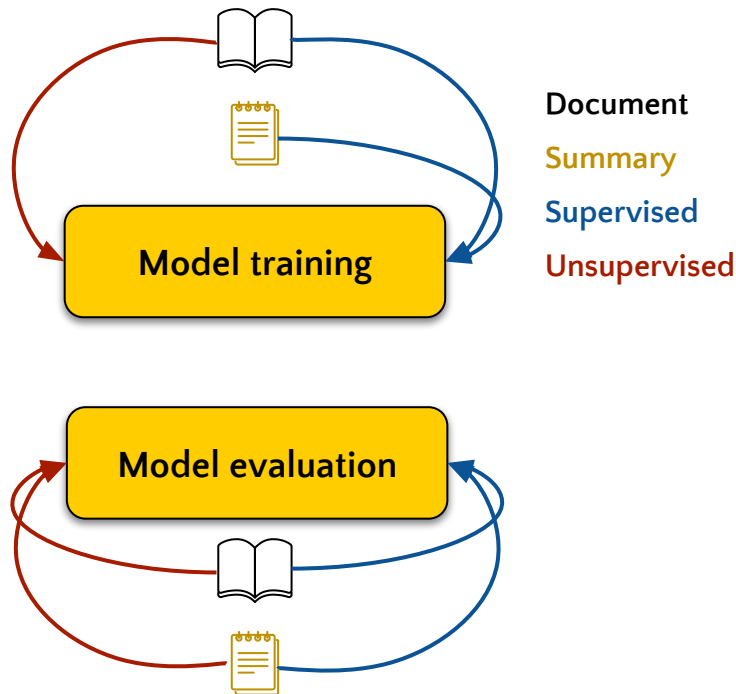 Document
Summary
Supervised
Model training
Unsupervised
Model evaluation